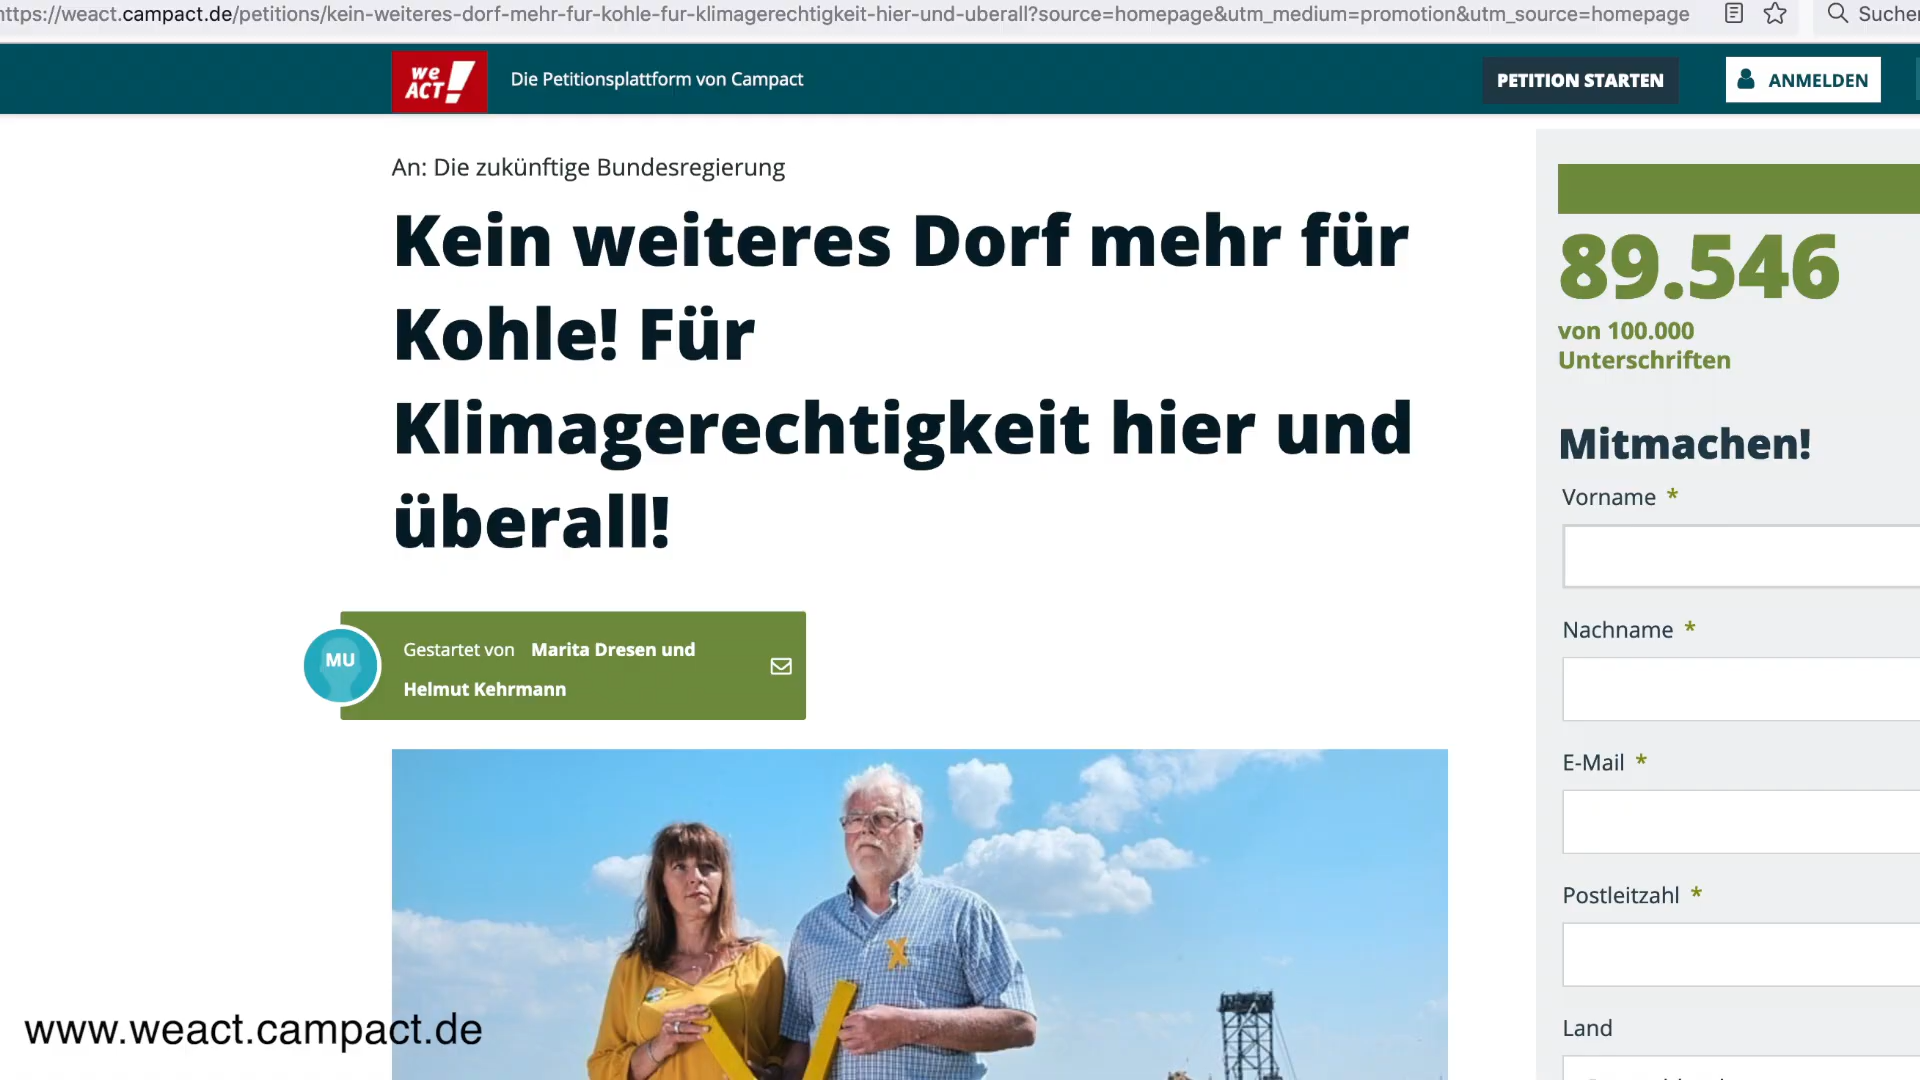 https://weact.campact.de/petitions/kein-weiteres-dorf-mehr-fur-kohle-fur-klimagerechtigkeit-hier-und-uberall?source=homepage&utm_medium=promotion&utm_source=homepage
Suchen
we ACT!
Die Petitionsplattform von Campact
PETITION STARTEN
ANMELDEN
An: Die zukünftige Bundesregierung
Kein weiteres Dorf mehr für
Kohle! Für
Klimagerechtigkeit hier und
überall!
MU
Gestartet von Marita Dresen und
Helmut Kehrmann
89.546
von 100.000
Unterschriften
Mitmachen!
Vorname *
Nachname *
E-Mail *
Postleitzahl *
Land
www.weact.campact.de